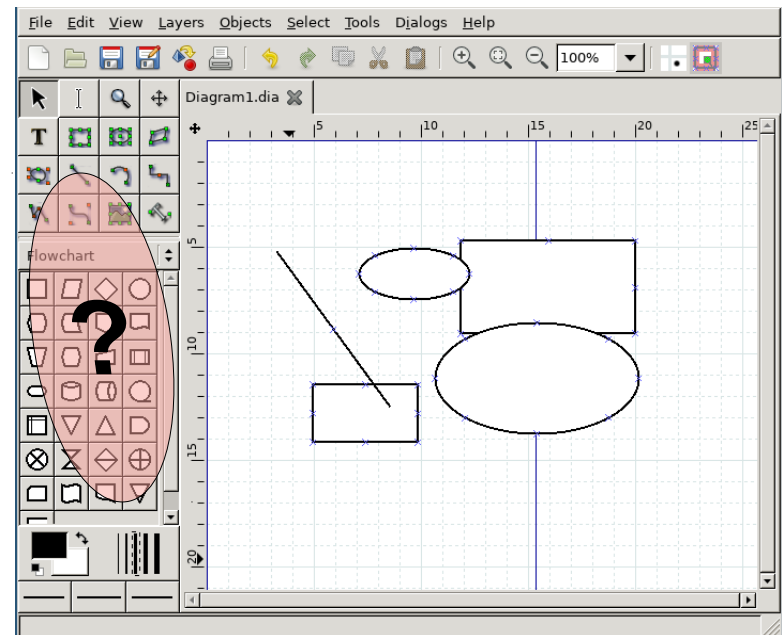 File Edit View Layers Objects Select Tools Dialogs Help
100%
Diagram1.dia
T
5 10 15 20 25
Flowchart
?
5
10
15
20